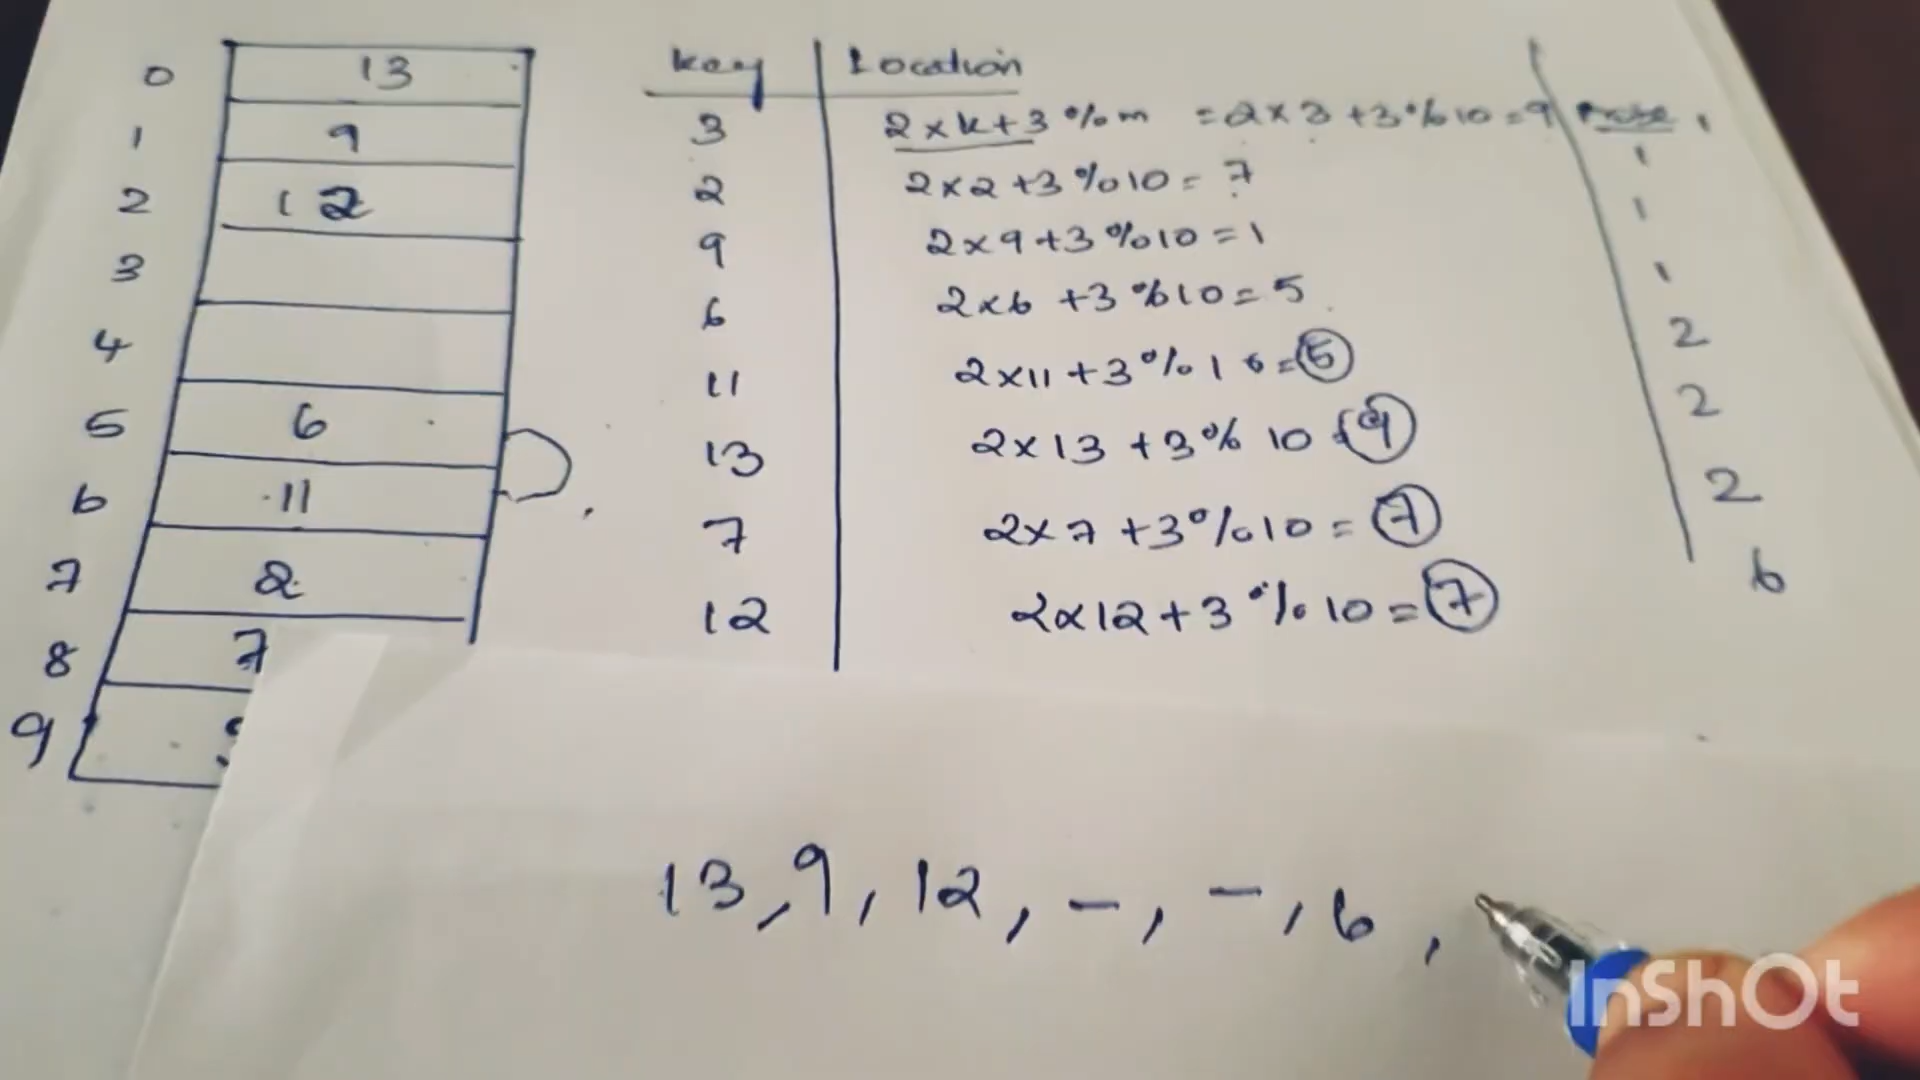 0 13
1 9
2 12
3
4
5 6
6 11
7 2
8 7
9
key Location
3 2×k+3%m = 2×3+3%10=9 1
2 2×2+3%10=7 1
9 2×9+3%10=1 1
6 2×6+3%10=5 1
11 2×11+3%10=5 2
13 2×13+3%10=9 2
7 2×7+3%10=7 2
12 2×12+3%10=7 6
13, 9, 12, -, -, 6,
InShOt